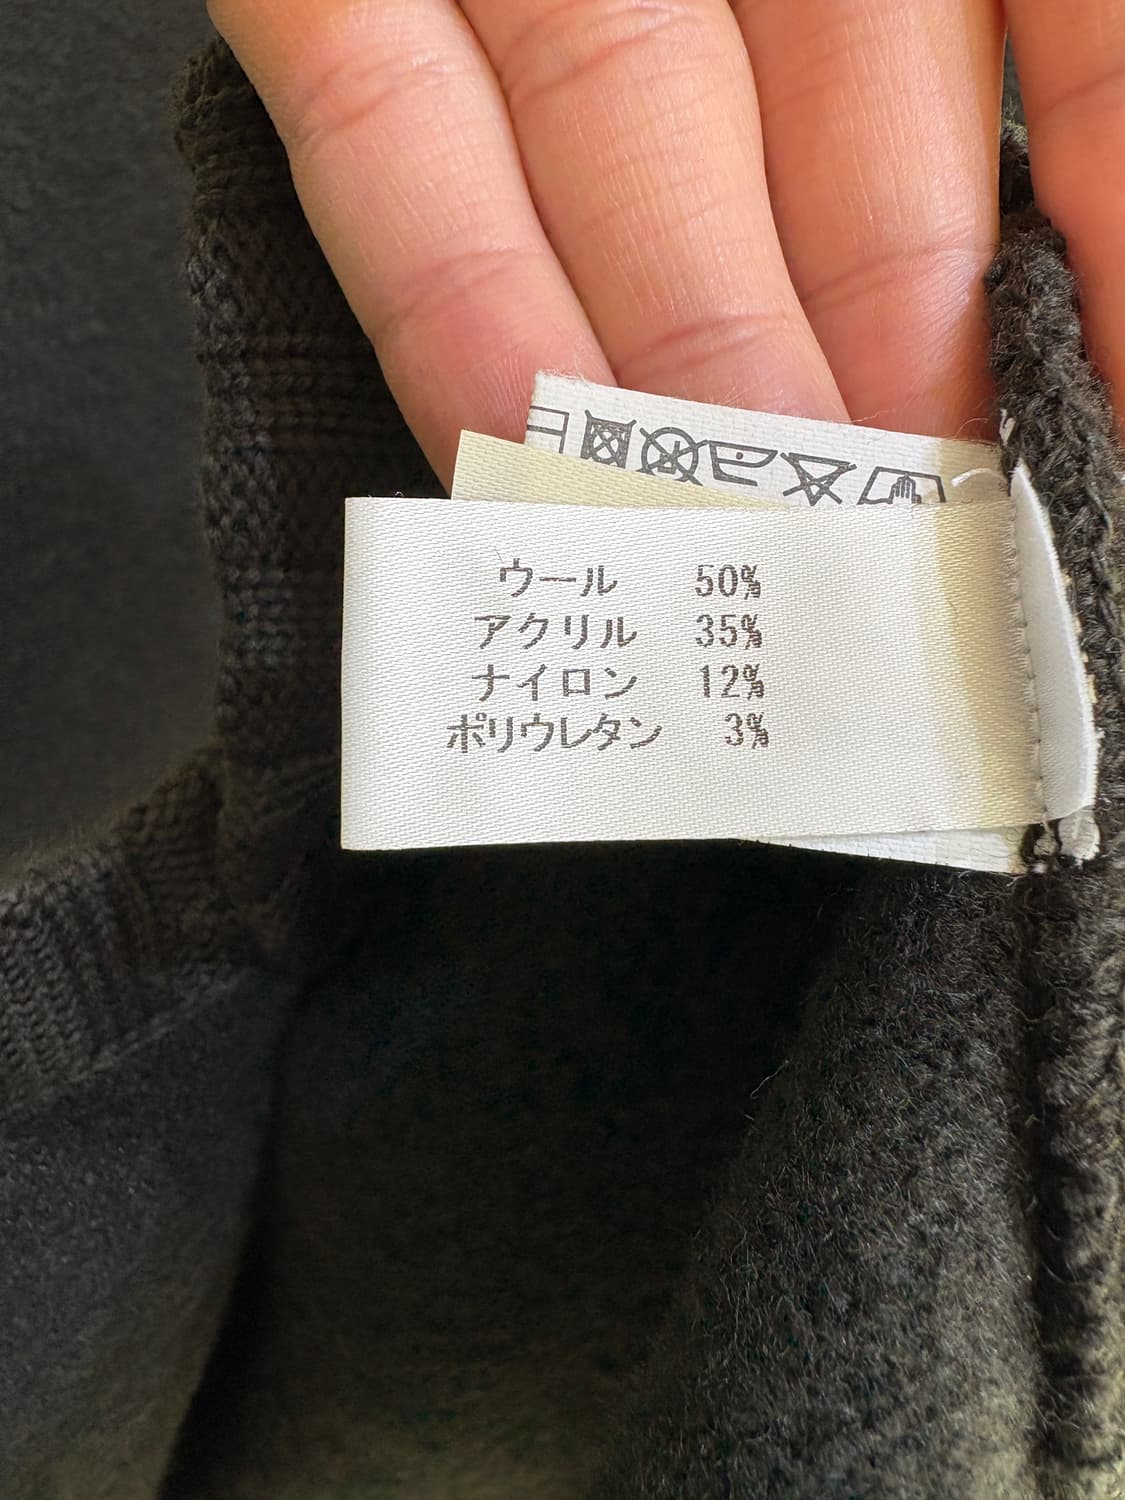 ウール 50%
アクリル 35%
ナイロン 12%
ポリウレタン 3%